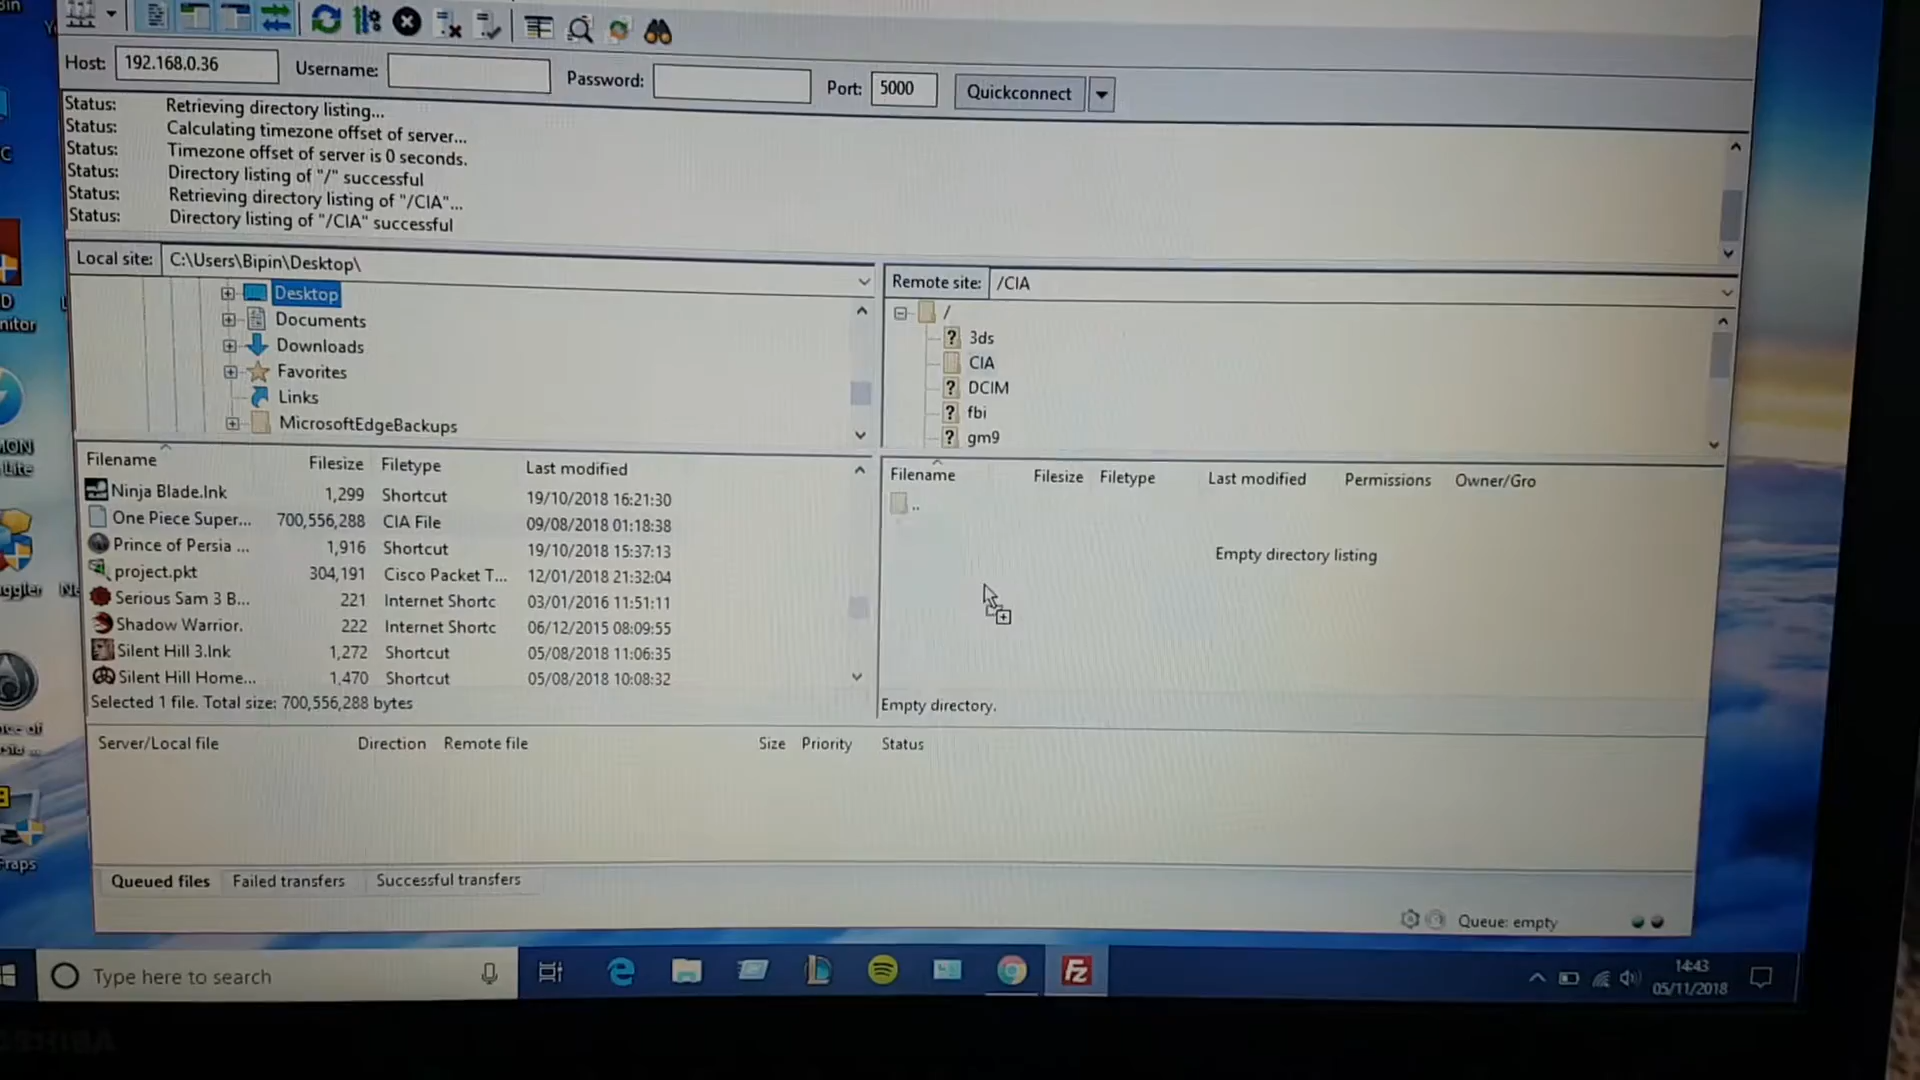 Host: 192.168.0.36 Username: Password: Port: 5000 Quickconnect
Status: Retrieving directory listing...
Status: Calculating timezone offset of server...
Status: Timezone offset of server is 0 seconds.
Status: Directory listing of "/" successful
Status: Retrieving directory listing of "/CIA"...
Status: Directory listing of "/CIA" successful
Local site: C:\Users\Bipin\Desktop\
Desktop
Documents
Downloads
Favorites
Links
MicrosoftEdgeBackups
Remote site: /CIA
/
3ds
CIA
DCIM
fbi
gm9
Filename Filesize Filetype Last modified
Ninja Blade.lnk 1,299 Shortcut 19/10/2018 16:21:30
One Piece Super... 700,556,288 CIA File 09/08/2018 01:18:38
Prince of Persia ... 1,916 Shortcut 19/10/2018 15:37:13
project.pkt 304,191 Cisco Packet T... 12/01/2018 21:32:04
Serious Sam 3 B... 221 Internet Shortc 03/01/2016 11:51:11
Shadow Warrior. 222 Internet Shortc 06/12/2015 08:09:55
Silent Hill 3.lnk 1,272 Shortcut 05/08/2018 11:06:35
Silent Hill Home... 1,470 Shortcut 05/08/2018 10:08:32
Selected 1 file. Total size: 700,556,288 bytes
Filename Filesize Filetype Last modified Permissions Owner/Gro
..
Empty directory listing
Empty directory.
Server/Local file Direction Remote file Size Priority Status
Queued files Failed transfers Successful transfers
Queue: empty
Type here to search
14:43
05/11/2018